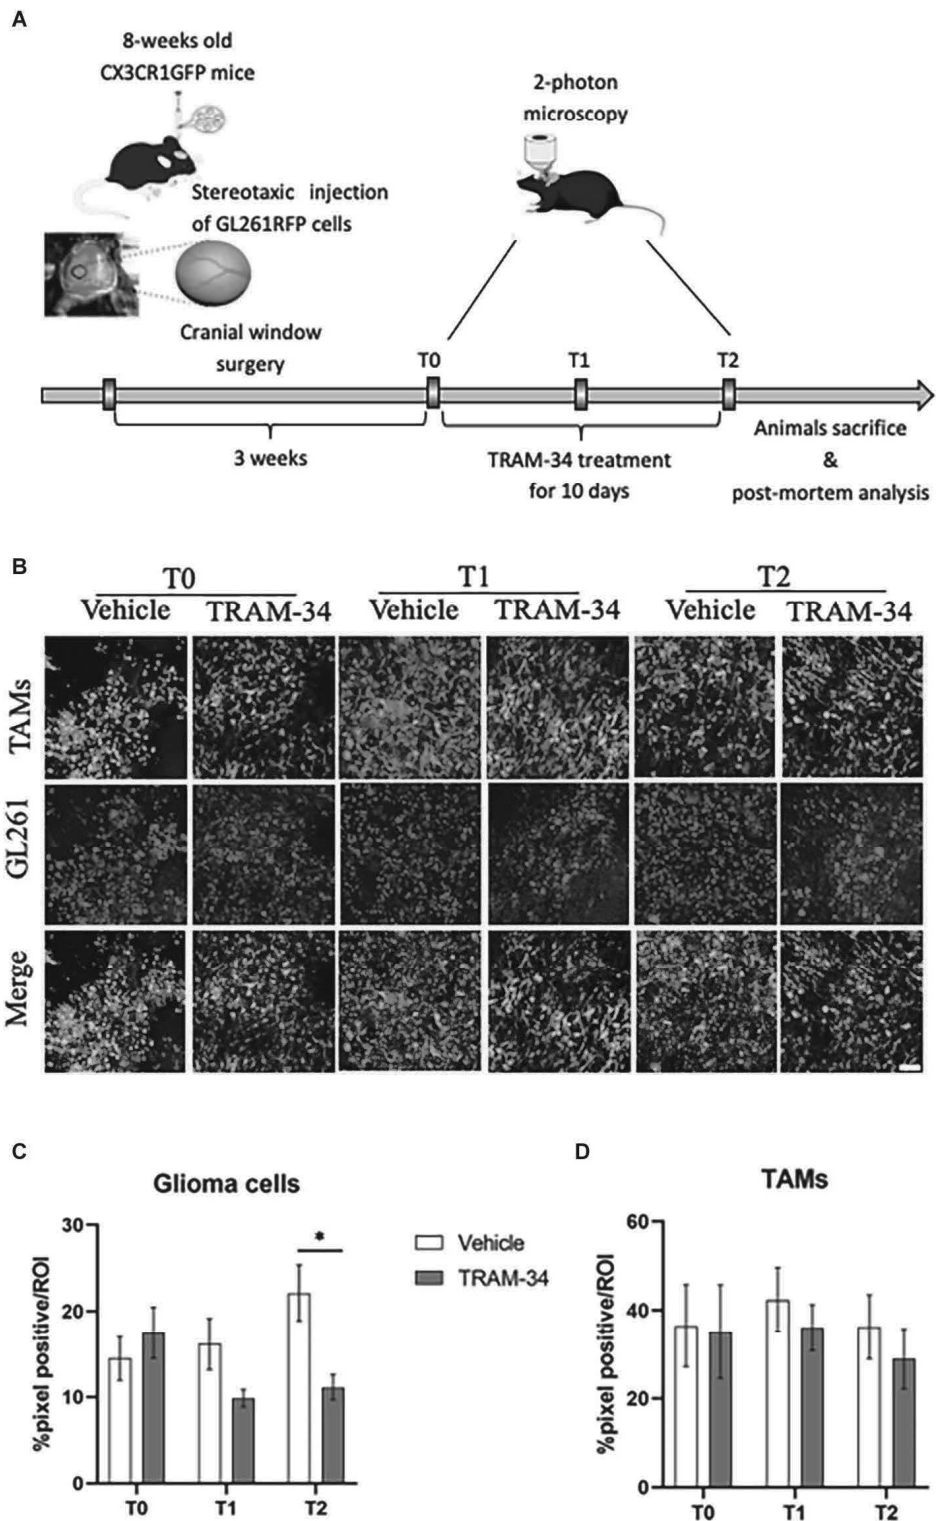 A
8-weeks old
CX3CR1GFP mice
2-photon
microscopy
Stereotaxic injection
of GL261RFP cells
Cranial window
surgery
T0
T1
T2
3 weeks
TRAM-34 treatment
for 10 days
Animals sacrifice
&
post-mortem analysis
B
T0
T1
T2
Vehicle
TRAM-34
Vehicle
TRAM-34
Vehicle
TRAM-34
TAMs
GL261
Merge
C
Glioma cells
%pixel positive/ROI
30
20
10
0
*
T0
T1
T2
Vehicle
TRAM-34
D
TAMs
%pixel positive/ROI
60
40
20
0
T0
T1
T2